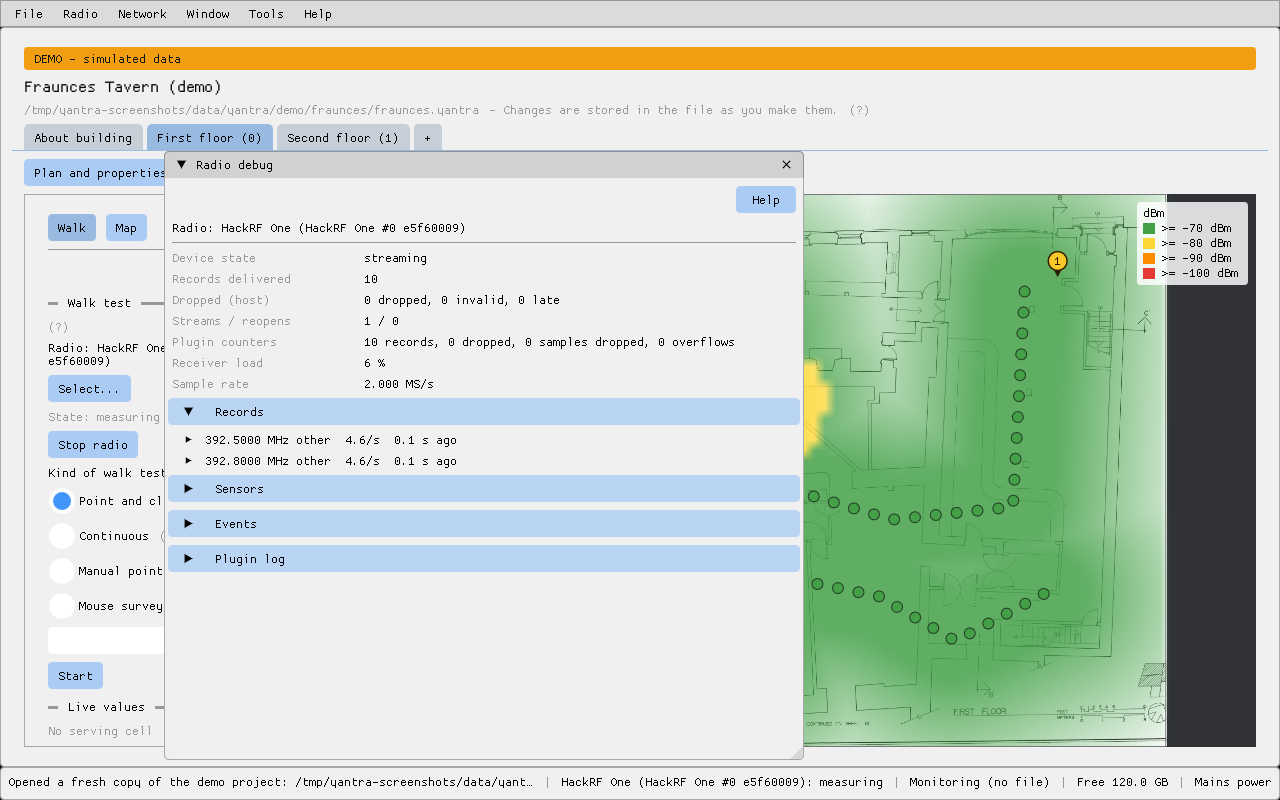 File Radio Network Window Tools Help
DEMO - simulated data
Fraunces Tavern (demo)
/tmp/yantra-screenshots/data/yantra/demo/fraunces/fraunces.yantra - Changes are stored in the file as you make them. (?)
About building First floor (0) Second floor (1) +
Plan and properties
Radio debug
Help
Walk Map
Radio: HackRF One (HackRF One #0 e5f60009)
Device state streaming
Records delivered 10
Dropped (host) 0 dropped, 0 invalid, 0 late
Streams / reopens 1 / 0
Plugin counters 10 records, 0 dropped, 0 samples dropped, 0 overflows
Receiver load 6 %
Sample rate 2.000 MS/s
Records
392.5000 MHz other 4.6/s 0.1 s ago
392.8000 MHz other 4.6/s 0.1 s ago
Sensors
Events
Plugin log
Walk test
(?)
Radio: HackRF One
e5f60009)
Select...
State: measuring
Stop radio
Kind of walk test
Point and cl
Continuous (
Manual point
Mouse survey
Start
Live values
No serving cell
dBm
>= -70 dBm
>= -80 dBm
>= -90 dBm
>= -100 dBm
1
FIRST FLOOR
Opened a fresh copy of the demo project: /tmp/yantra-screenshots/data/yant… | HackRF One (HackRF One #0 e5f60009): measuring | Monitoring (no file) | Free 120.0 GB | Mains power